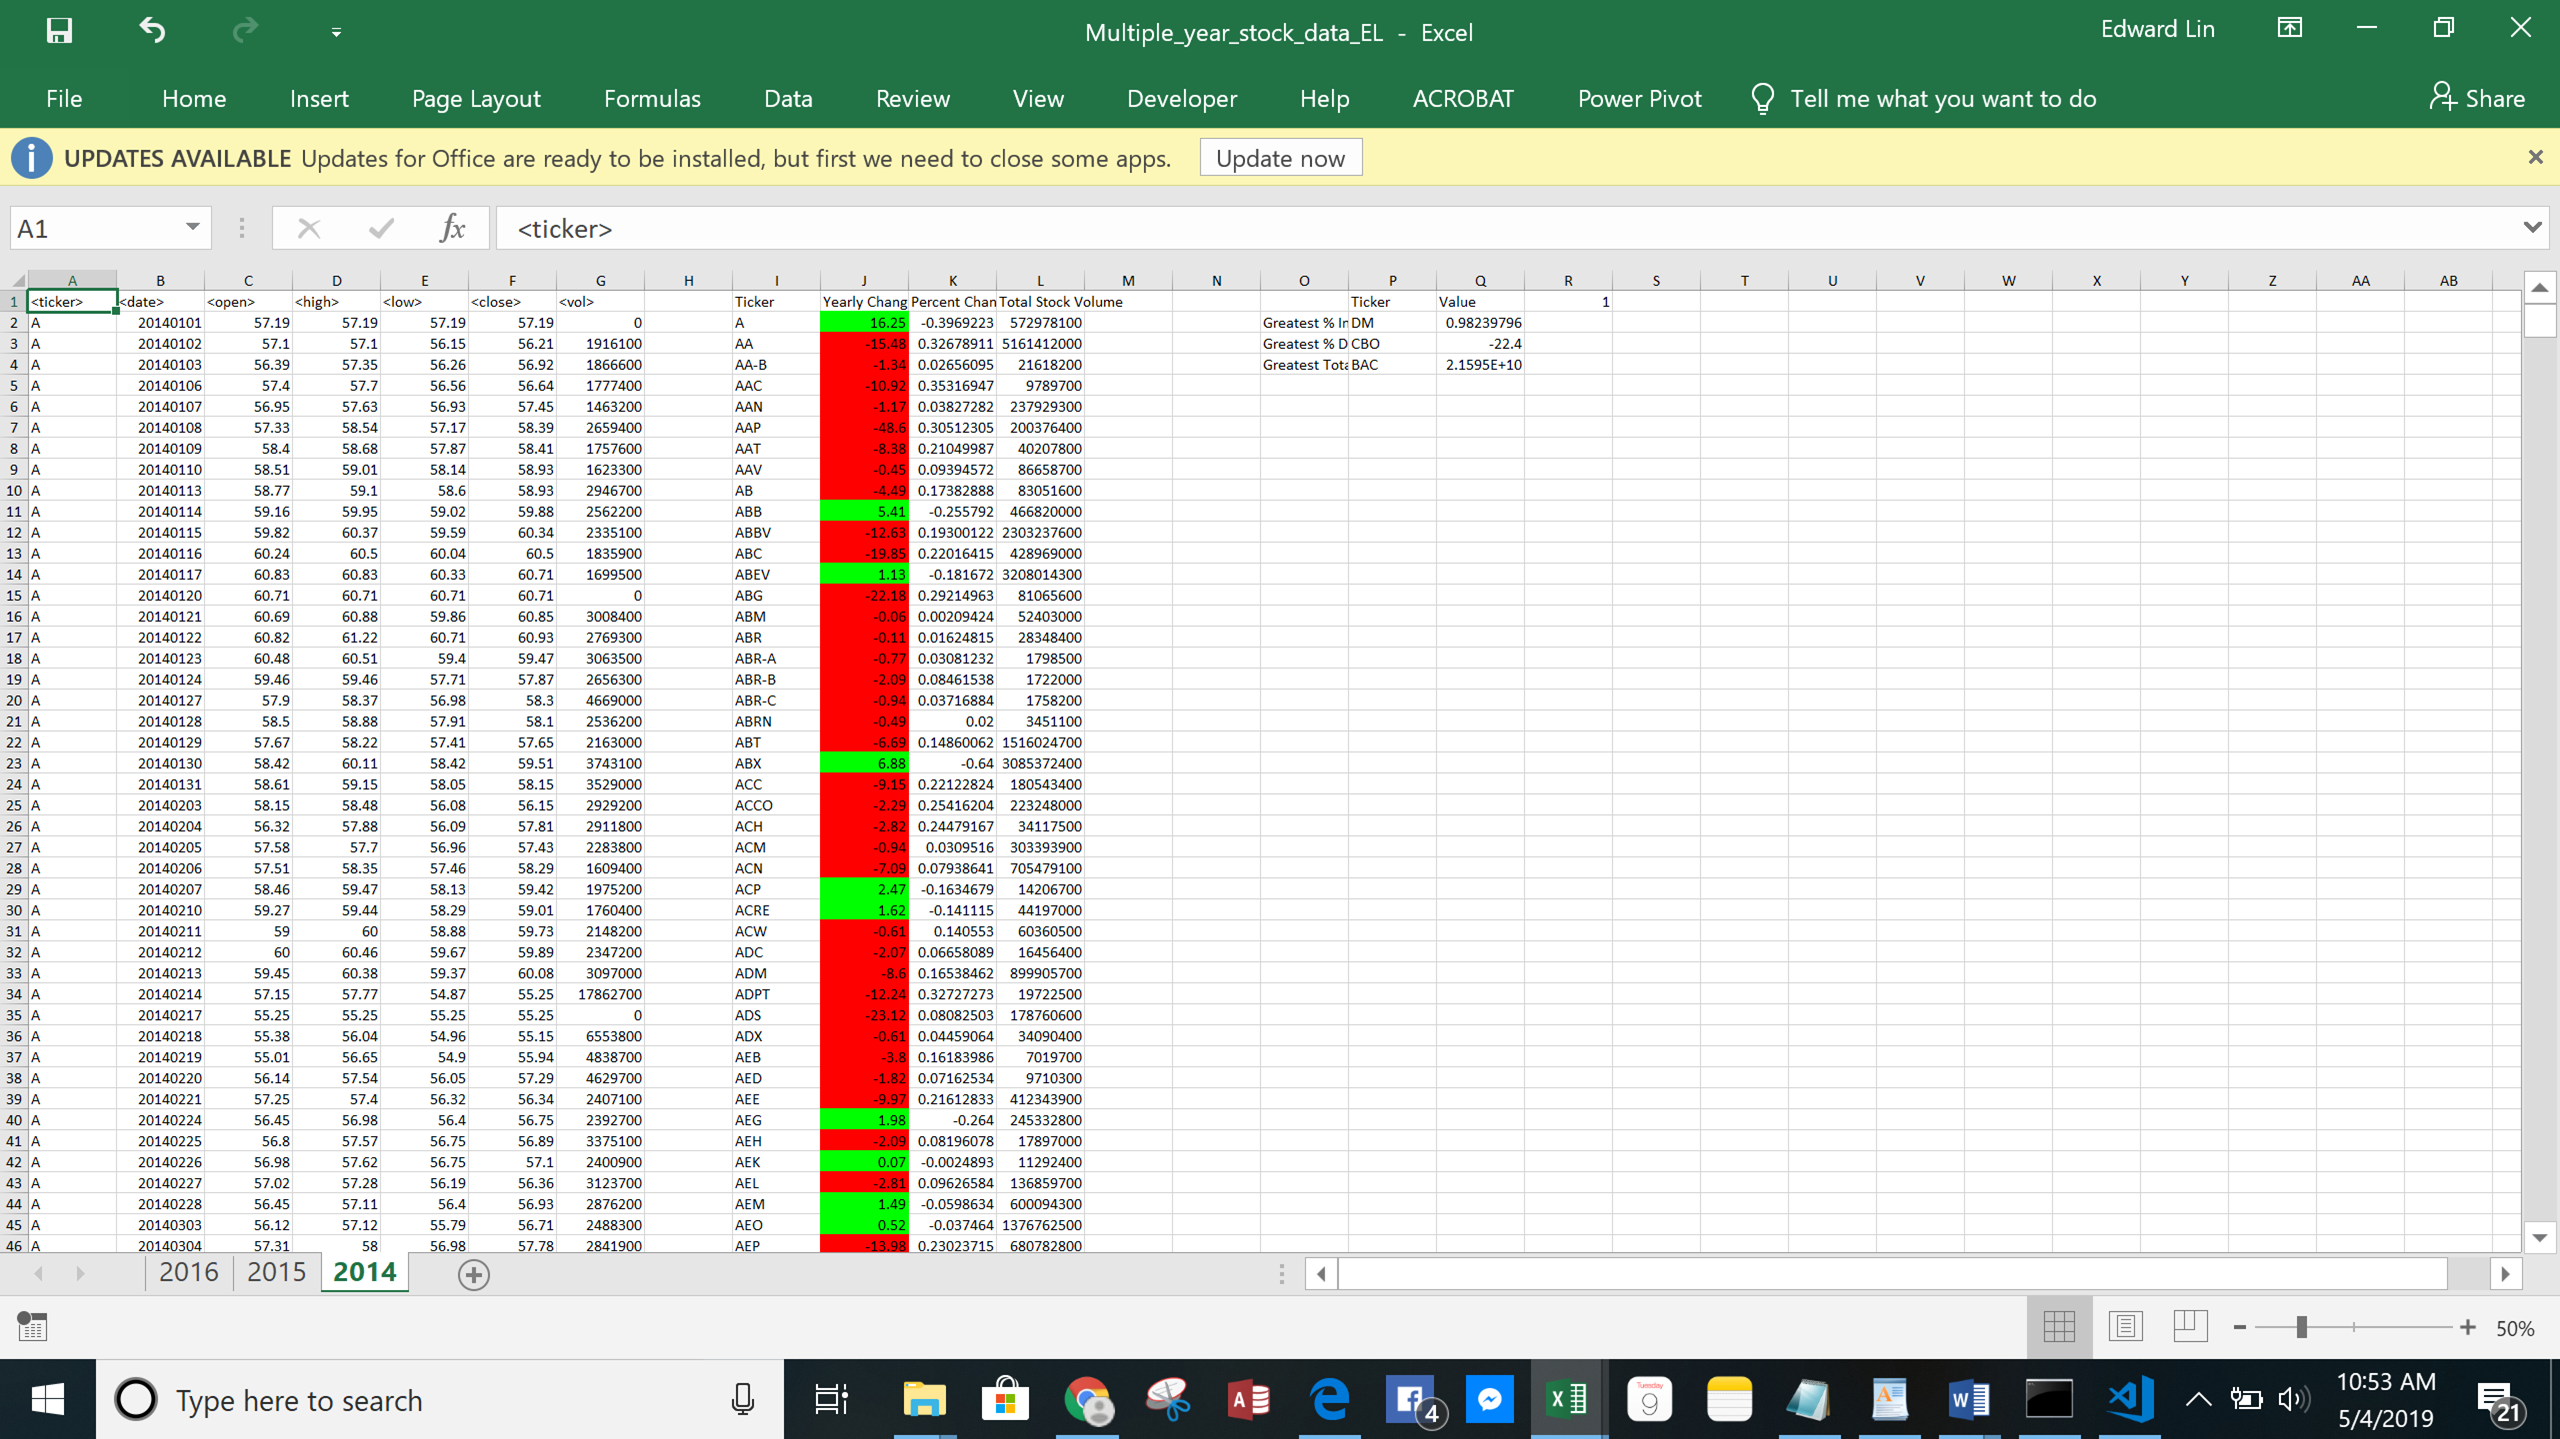 Multiple_year_stock_data_EL - Excel
Edward Lin
File Home Insert Page Layout Formulas Data Review View Developer Help ACROBAT Power Pivot Tell me what you want to do Share
UPDATES AVAILABLE Updates for Office are ready to be installed, but first we need to close some apps. Update now
A1 fx <ticker>
A B C D E F G H I J K L M N O P Q R S T U V W X Y Z AA AB
1 <ticker> <date> <open> <high> <low> <close> <vol> Ticker Yearly Chang Percent Chan Total Stock Volume Ticker Value 1
2 A 20140101 57.19 57.19 57.19 57.19 0 A 16.25 -0.3969223 572978100 Greatest % In DM 0.98239796
3 A 20140102 57.1 57.1 56.15 56.21 1916100 AA -15.48 0.32678911 5161412000 Greatest % D CBO -22.4
4 A 20140103 56.39 57.35 56.26 56.92 1866600 AA-B -1.34 0.02656095 21618200 Greatest Tota BAC 2.1595E+10
5 A 20140106 57.4 57.7 56.56 56.64 1777400 AAC -10.92 0.35316947 9789700
6 A 20140107 56.95 57.63 56.93 57.45 1463200 AAN -1.17 0.03827282 237929300
7 A 20140108 57.33 58.54 57.17 58.39 2659400 AAP -48.6 0.30512305 200376400
8 A 20140109 58.4 58.68 57.87 58.41 1757600 AAT -8.38 0.21049987 40207800
9 A 20140110 58.51 59.01 58.14 58.93 1623300 AAV -0.45 0.09394572 86658700
10 A 20140113 58.77 59.1 58.6 58.93 2946700 AB -4.49 0.17382888 83051600
11 A 20140114 59.16 59.95 59.02 59.88 2562200 ABB 5.41 -0.255792 466820000
12 A 20140115 59.82 60.37 59.59 60.34 2335100 ABBV -12.63 0.19300122 2303237600
13 A 20140116 60.24 60.5 60.04 60.5 1835900 ABC -19.85 0.22016415 428969000
14 A 20140117 60.83 60.83 60.33 60.71 1699500 ABEV 1.13 -0.181672 3208014300
15 A 20140120 60.71 60.71 60.71 60.71 0 ABG -22.18 0.29214963 81065600
16 A 20140121 60.69 60.88 59.86 60.85 3008400 ABM -0.06 0.00209424 52403000
17 A 20140122 60.82 61.22 60.71 60.93 2769300 ABR -0.11 0.01624815 28348400
18 A 20140123 60.48 60.51 59.4 59.47 3063500 ABR-A -0.77 0.03081232 1798500
19 A 20140124 59.46 59.46 57.71 57.87 2656300 ABR-B -2.09 0.08461538 1722000
20 A 20140127 57.9 58.37 56.98 58.3 4669000 ABR-C -0.94 0.03716884 1758200
21 A 20140128 58.5 58.88 57.91 58.1 2536200 ABRN -0.49 0.02 3451100
22 A 20140129 57.67 58.22 57.41 57.65 2163000 ABT -6.69 0.14860062 1516024700
23 A 20140130 58.42 60.11 58.42 59.51 3743100 ABX 6.88 -0.64 3085372400
24 A 20140131 58.61 59.15 58.05 58.15 3529000 ACC -9.15 0.22122824 180543400
25 A 20140203 58.15 58.48 56.08 56.15 2929200 ACCO -2.29 0.25416204 223248000
26 A 20140204 56.32 57.88 56.09 57.81 2911800 ACH -2.82 0.24479167 34117500
27 A 20140205 57.58 57.7 56.96 57.43 2283800 ACM -0.94 0.0309516 303393900
28 A 20140206 57.51 58.35 57.46 58.29 1609400 ACN -7.09 0.07938641 705479100
29 A 20140207 58.46 59.47 58.13 59.42 1975200 ACP 2.47 -0.1634679 14206700
30 A 20140210 59.27 59.44 58.29 59.01 1760400 ACRE 1.62 -0.141115 44197000
31 A 20140211 59 60 58.88 59.73 2148200 ACW -0.61 0.140553 60360500
32 A 20140212 60 60.46 59.67 59.89 2347200 ADC -2.07 0.06658089 16456400
33 A 20140213 59.45 60.38 59.37 60.08 3097000 ADM -8.6 0.16538462 899905700
34 A 20140214 57.15 57.77 54.87 55.25 17862700 ADPT -12.24 0.32727273 19722500
35 A 20140217 55.25 55.25 55.25 55.25 0 ADS -23.12 0.08082503 178760600
36 A 20140218 55.38 56.04 54.96 55.15 6553800 ADX -0.61 0.04459064 34090400
37 A 20140219 55.01 56.65 54.9 55.94 4838700 AEB -3.8 0.16183986 7019700
38 A 20140220 56.14 57.54 56.05 57.29 4629700 AED -1.82 0.07162534 9710300
39 A 20140221 57.25 57.4 56.32 56.34 2407100 AEE -9.97 0.21612833 412343900
40 A 20140224 56.45 56.98 56.4 56.75 2392700 AEG 1.98 -0.264 245332800
41 A 20140225 56.8 57.57 56.75 56.89 3375100 AEH -2.09 0.08196078 17897000
42 A 20140226 56.98 57.62 56.75 57.1 2400900 AEK 0.07 -0.0024893 11292400
43 A 20140227 57.02 57.28 56.19 56.36 3123700 AEL -2.81 0.09626584 136859700
44 A 20140228 56.45 57.11 56.4 56.93 2876200 AEM 1.49 -0.0598634 600094300
45 A 20140303 56.12 57.12 55.79 56.71 2488300 AEO 0.52 -0.037464 1376762500
46 A 20140304 57.31 58 56.98 57.78 2841900 AEP -13.98 0.23023715 680782800
2016 2015 2014
50%
Type here to search
4
Tuesday
9
10:53 AM
5/4/2019
21